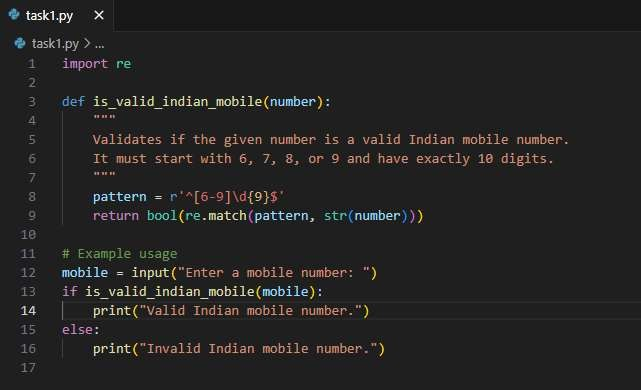 task1.py ×
task1.py > ...
1 import re
2
3 def is_valid_indian_mobile(number):
4     """
5     Validates if the given number is a valid Indian mobile number.
6     It must start with 6, 7, 8, or 9 and have exactly 10 digits.
7     """
8     pattern = r'^[6-9]\d{9}$'
9     return bool(re.match(pattern, str(number)))
10
11 # Example usage
12 mobile = input("Enter a mobile number: ")
13 if is_valid_indian_mobile(mobile):
14     print("Valid Indian mobile number.")
15 else:
16     print("Invalid Indian mobile number.")
17